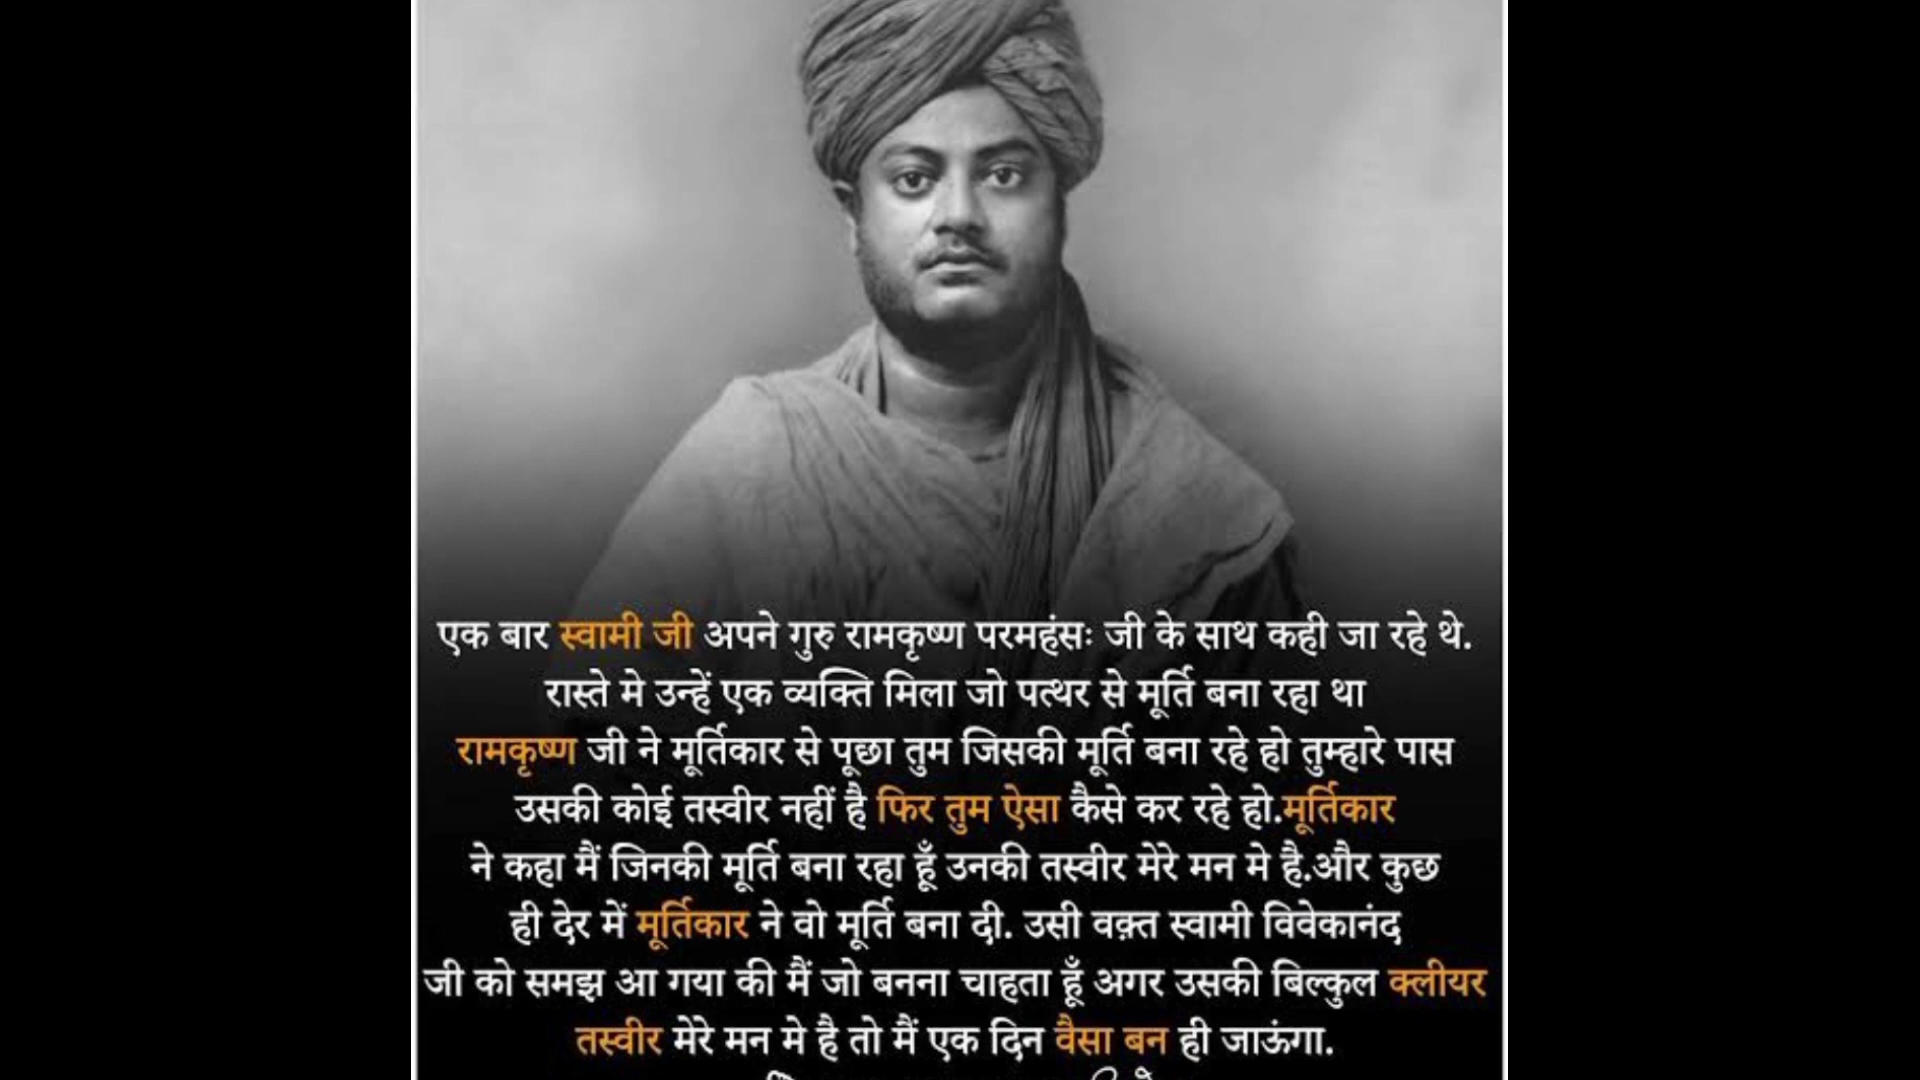 एक बार स्वामी जी अपने गुरु रामकृष्ण परमहंसः जी के साथ कही जा रहे थे.
रास्ते मे उन्हें एक व्यक्ति मिला जो पत्थर से मूर्ति बना रहा था
रामकृष्ण जी ने मूर्तिकार से पूछा तुम जिसकी मूर्ति बना रहे हो तुम्हारे पास
उसकी कोई तस्वीर नहीं है फिर तुम ऐसा कैसे कर रहे हो.मूर्तिकार
ने कहा मैं जिनकी मूर्ति बना रहा हूँ उनकी तस्वीर मेरे मन मे है.और कुछ
ही देर में मूर्तिकार ने वो मूर्ति बना दी. उसी वक़्त स्वामी विवेकानंद
जी को समझ आ गया की मैं जो बनना चाहता हूँ अगर उसकी बिल्कुल क्लीयर
तस्वीर मेरे मन मे है तो मैं एक दिन वैसा बन ही जाऊंगा.